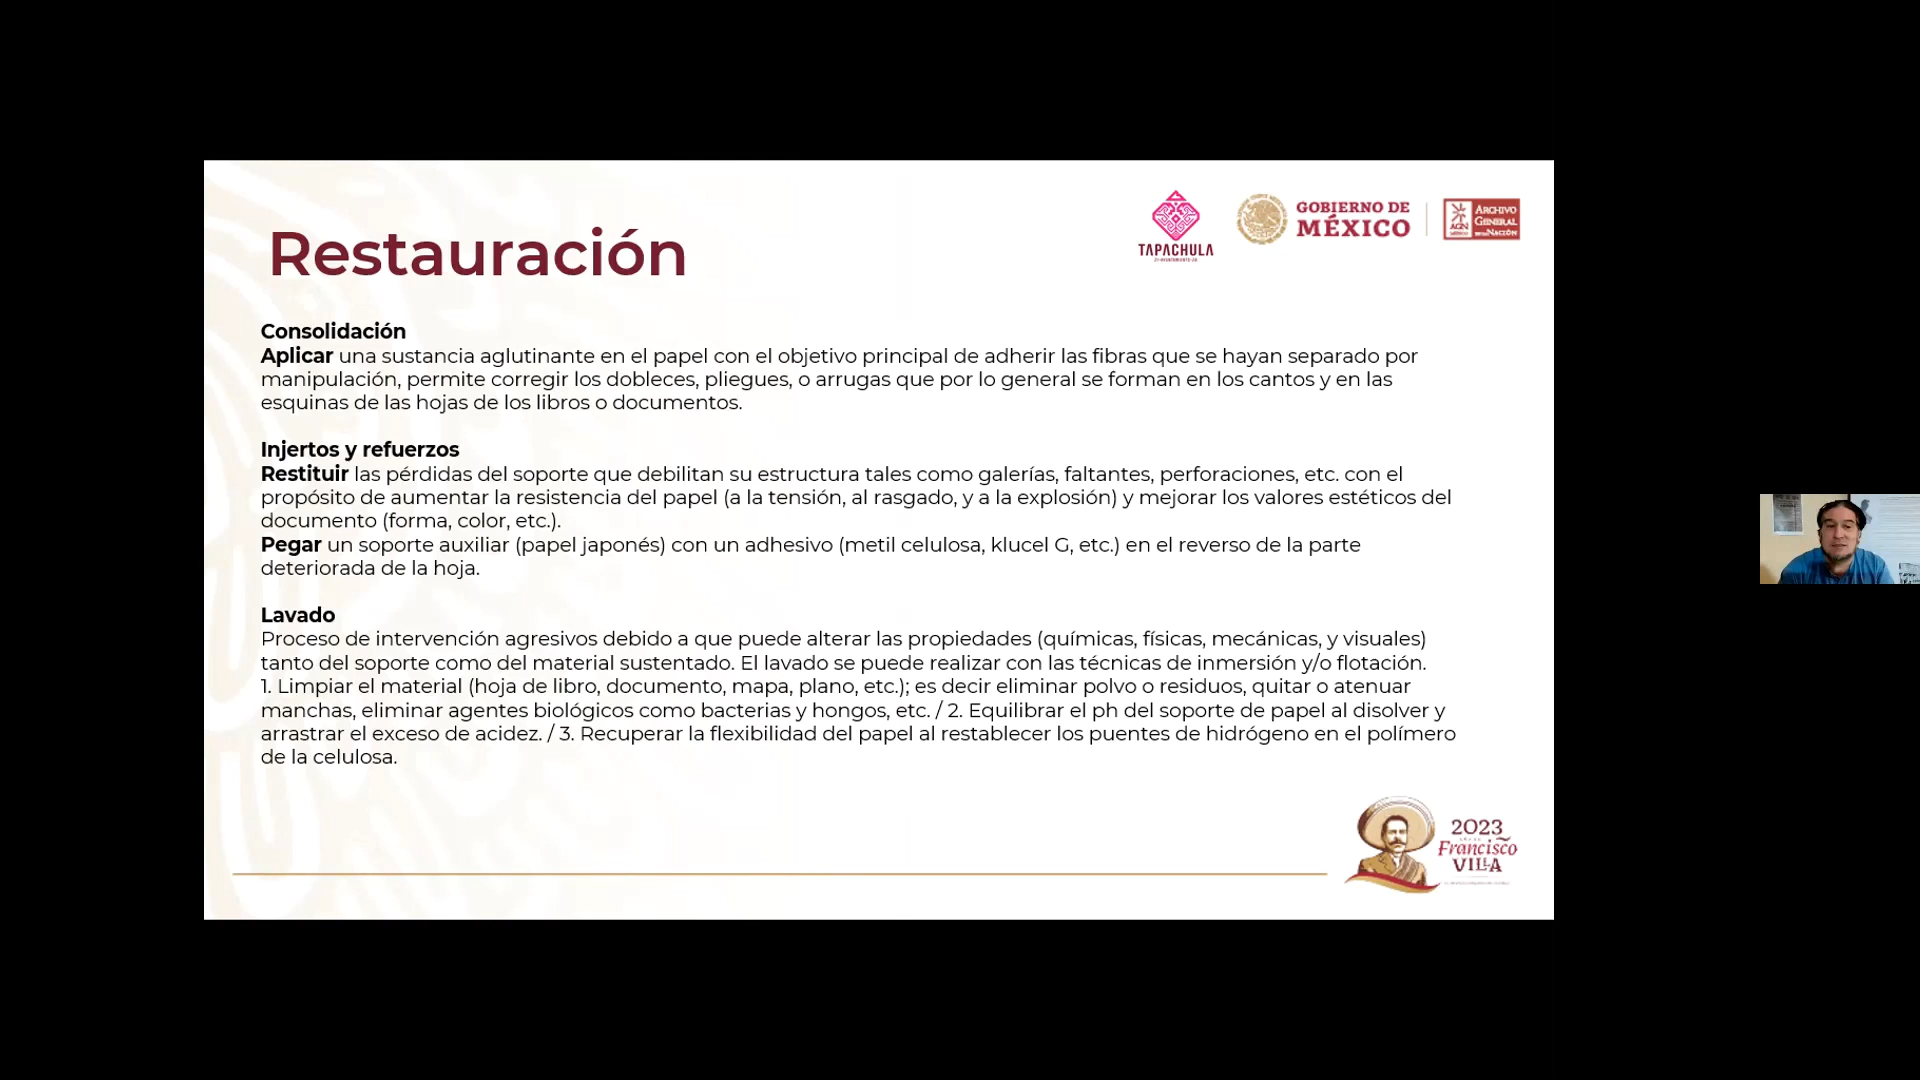 Restauración
TAPACHULA
GOBIERNO DE
MÉXICO
AGN
ARCHIVO
GENERAL
DE LA NACIÓN
Consolidación
Aplicar una sustancia aglutinante en el papel con el objetivo principal de adherir las fibras que se hayan separado por
manipulación, permite corregir los dobleces, pliegues, o arrugas que por lo general se forman en los cantos y en las
esquinas de las hojas de los libros o documentos.
Injertos y refuerzos
Restituir las pérdidas del soporte que debilitan su estructura tales como galerías, faltantes, perforaciones, etc. con el
propósito de aumentar la resistencia del papel (a la tensión, al rasgado, y a la explosión) y mejorar los valores estéticos del
documento (forma, color, etc.).
Pegar un soporte auxiliar (papel japonés) con un adhesivo (metil celulosa, klucel G, etc.) en el reverso de la parte
deteriorada de la hoja.
Lavado
Proceso de intervención agresivos debido a que puede alterar las propiedades (químicas, físicas, mecánicas, y visuales)
tanto del soporte como del material sustentado. El lavado se puede realizar con las técnicas de inmersión y/o flotación.
1. Limpiar el material (hoja de libro, documento, mapa, plano, etc.); es decir eliminar polvo o residuos, quitar o atenuar
manchas, eliminar agentes biológicos como bacterias y hongos, etc. / 2. Equilibrar el ph del soporte de papel al disolver y
arrastrar el exceso de acidez. / 3. Recuperar la flexibilidad del papel al restablecer los puentes de hidrógeno en el polímero
de la celulosa.
2023
Francisco
VILLA